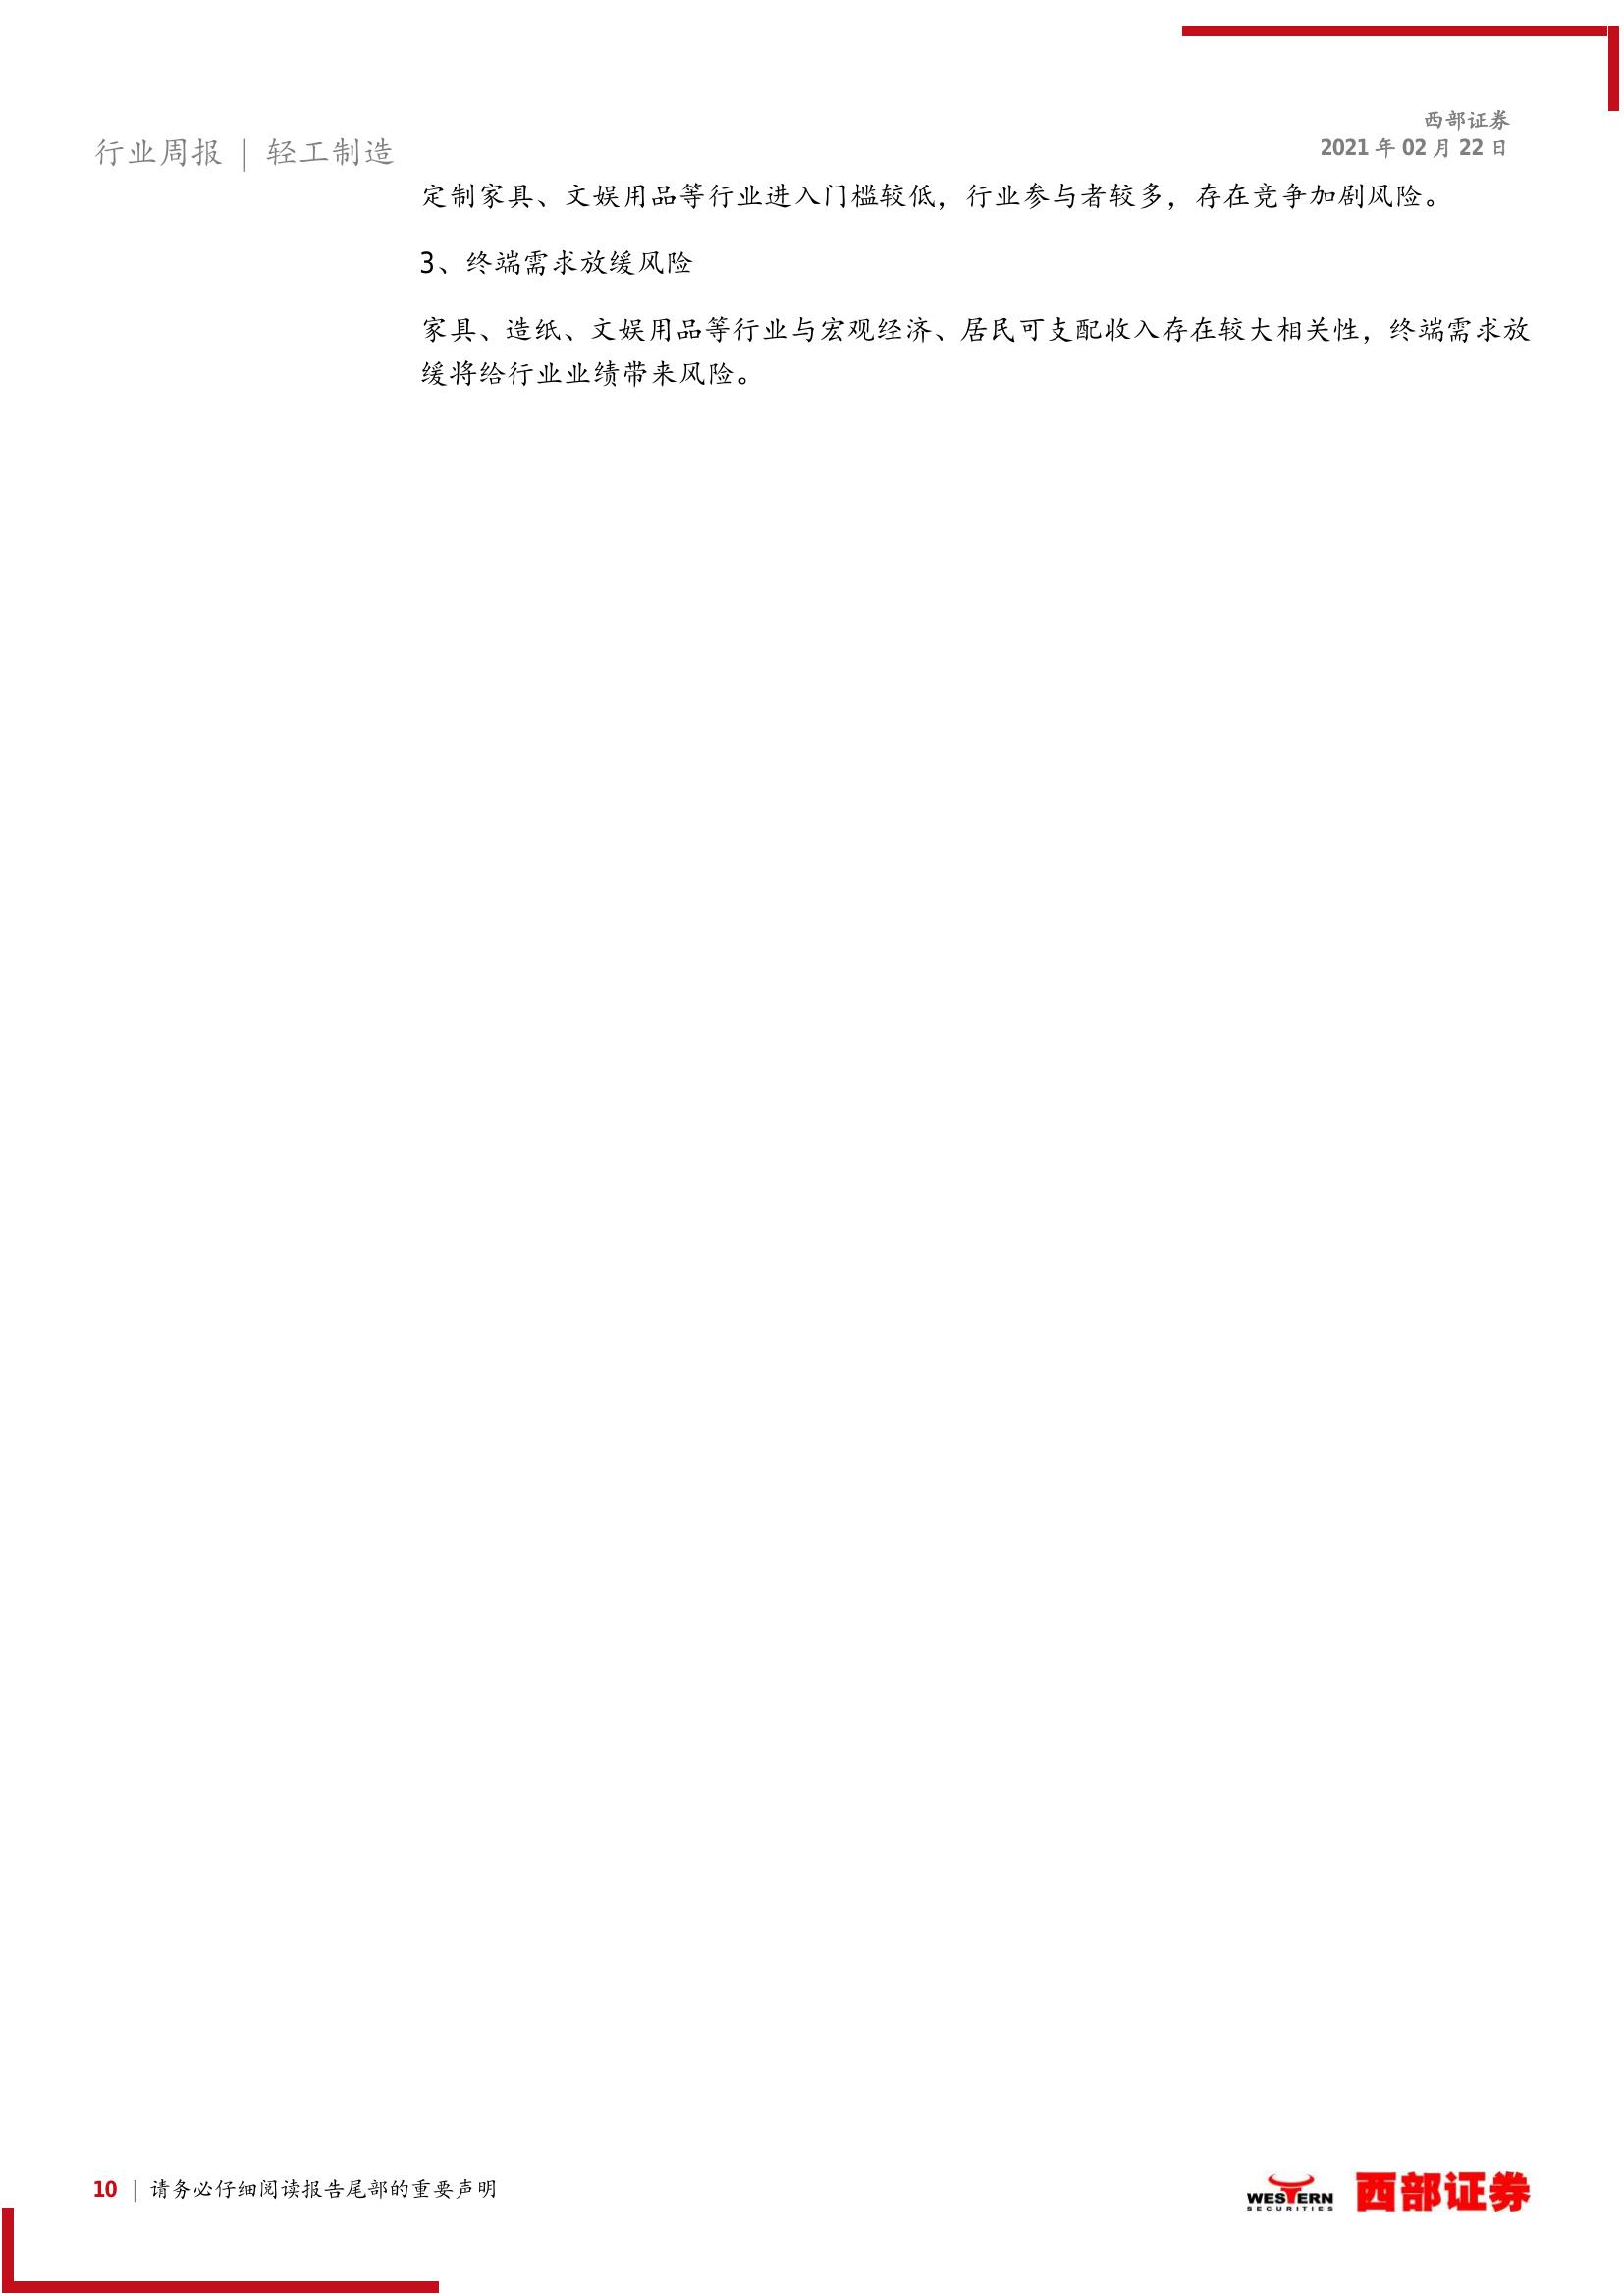 西部证券
行业周报 | 轻工制造
2021 年 02 月 22 日
定制家具、文娱用品等行业进入门槛较低，行业参与者较多，存在竞争加剧风险。
3、终端需求放缓风险
家具、造纸、文娱用品等行业与宏观经济、居民可支配收入存在较大相关性，终端需求放
缓将给行业业绩带来风险。
10 | 请务必仔细阅读报告尾部的重要声明
WESTERN
SECURITIES
西部证券